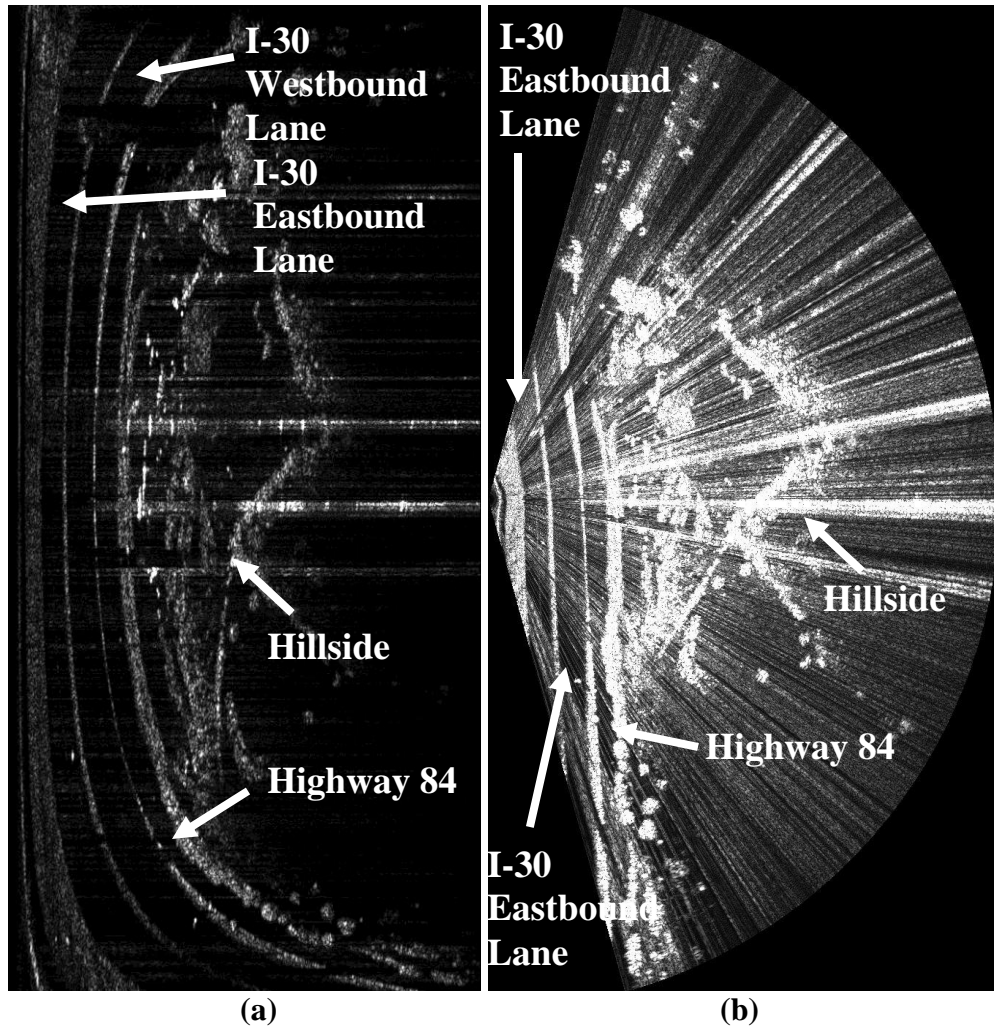 I-30
Westbound
Lane
I-30
Eastbound
Lane
Hillside
Highway 84
(a)
I-30
Eastbound
Lane
Hillside
Highway 84
I-30
Eastbound
Lane
(b)